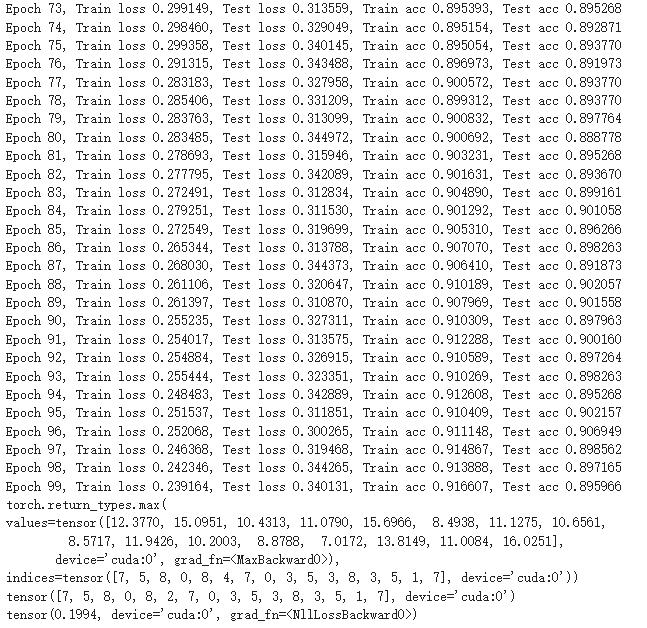 Epoch 73, Train loss 0.299149, Test loss 0.313559, Train acc 0.895393, Test acc 0.895268
Epoch 74, Train loss 0.298460, Test loss 0.329049, Train acc 0.895154, Test acc 0.892871
Epoch 75, Train loss 0.299358, Test loss 0.340145, Train acc 0.895054, Test acc 0.893770
Epoch 76, Train loss 0.291315, Test loss 0.343488, Train acc 0.896973, Test acc 0.891973
Epoch 77, Train loss 0.283183, Test loss 0.327958, Train acc 0.900572, Test acc 0.893770
Epoch 78, Train loss 0.285406, Test loss 0.331209, Train acc 0.899312, Test acc 0.893770
Epoch 79, Train loss 0.283763, Test loss 0.313099, Train acc 0.900832, Test acc 0.897764
Epoch 80, Train loss 0.283485, Test loss 0.344972, Train acc 0.900692, Test acc 0.888778
Epoch 81, Train loss 0.278693, Test loss 0.315946, Train acc 0.903231, Test acc 0.895268
Epoch 82, Train loss 0.277795, Test loss 0.342089, Train acc 0.901631, Test acc 0.893670
Epoch 83, Train loss 0.272491, Test loss 0.312834, Train acc 0.904890, Test acc 0.899161
Epoch 84, Train loss 0.279251, Test loss 0.311530, Train acc 0.901292, Test acc 0.901058
Epoch 85, Train loss 0.272549, Test loss 0.319699, Train acc 0.905310, Test acc 0.896266
Epoch 86, Train loss 0.265344, Test loss 0.313788, Train acc 0.907070, Test acc 0.898263
Epoch 87, Train loss 0.268030, Test loss 0.344373, Train acc 0.906410, Test acc 0.891873
Epoch 88, Train loss 0.261106, Test loss 0.320647, Train acc 0.910189, Test acc 0.902057
Epoch 89, Train loss 0.261397, Test loss 0.310870, Train acc 0.907969, Test acc 0.901558
Epoch 90, Train loss 0.255235, Test loss 0.327311, Train acc 0.910309, Test acc 0.897963
Epoch 91, Train loss 0.254017, Test loss 0.313575, Train acc 0.912288, Test acc 0.900160
Epoch 92, Train loss 0.254884, Test loss 0.326915, Train acc 0.910589, Test acc 0.897264
Epoch 93, Train loss 0.255444, Test loss 0.323351, Train acc 0.910269, Test acc 0.898263
Epoch 94, Train loss 0.248483, Test loss 0.342889, Train acc 0.912608, Test acc 0.895268
Epoch 95, Train loss 0.251537, Test loss 0.311851, Train acc 0.910409, Test acc 0.902157
Epoch 96, Train loss 0.252068, Test loss 0.300265, Train acc 0.911148, Test acc 0.906949
Epoch 97, Train loss 0.246368, Test loss 0.319468, Train acc 0.914867, Test acc 0.898562
Epoch 98, Train loss 0.242346, Test loss 0.344265, Train acc 0.913888, Test acc 0.897165
Epoch 99, Train loss 0.239164, Test loss 0.340131, Train acc 0.916607, Test acc 0.895966
torch.return_types.max(
values=tensor([12.3770, 15.0951, 10.4313, 11.0790, 15.6966, 8.4938, 11.1275, 10.6561,
8.5717, 11.9426, 10.2003, 8.8788, 7.0172, 13.8149, 11.0084, 16.0251],
device='cuda:0', grad_fn=<MaxBackward0>),
indices=tensor([7, 5, 8, 0, 8, 4, 7, 0, 3, 5, 3, 8, 3, 5, 1, 7], device='cuda:0'))
tensor([7, 5, 8, 0, 8, 2, 7, 0, 3, 5, 3, 8, 3, 5, 1, 7], device='cuda:0')
tensor(0.1994, device='cuda:0', grad_fn=<NllLossBackward0>)